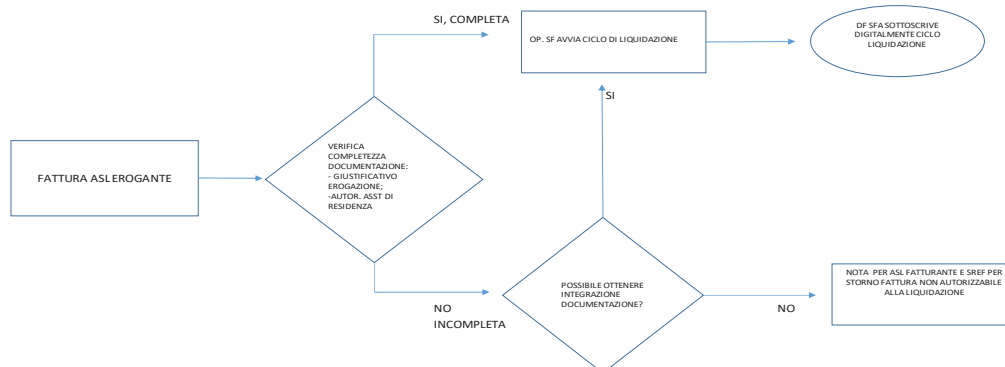 SI, COMPLETA
OP. SF AVVIA CICLO DI LIQUIDAZIONE
DF SFA SOTTOSCRIVE
DIGITALMENTE CICLO
LIQUIDAZIONE
SI
FATTURA ASL EROGANTE
VERIFICA
COMPLETEZZA
DOCUMENTAZIONE:
- GIUSTIFICATIVO
EROGAZIONE;
-AUTOR. ASST DI
RESIDENZA
NO
INCOMPLETA
POSSIBILE OTTENERE
INTEGRAZIONE
DOCUMENTAZIONE?
NO
NOTA PER ASL FATTURANTE E SREF PER
STORNO FATTURA NON AUTORIZZABILE
ALLA LIQUIDAZIONE